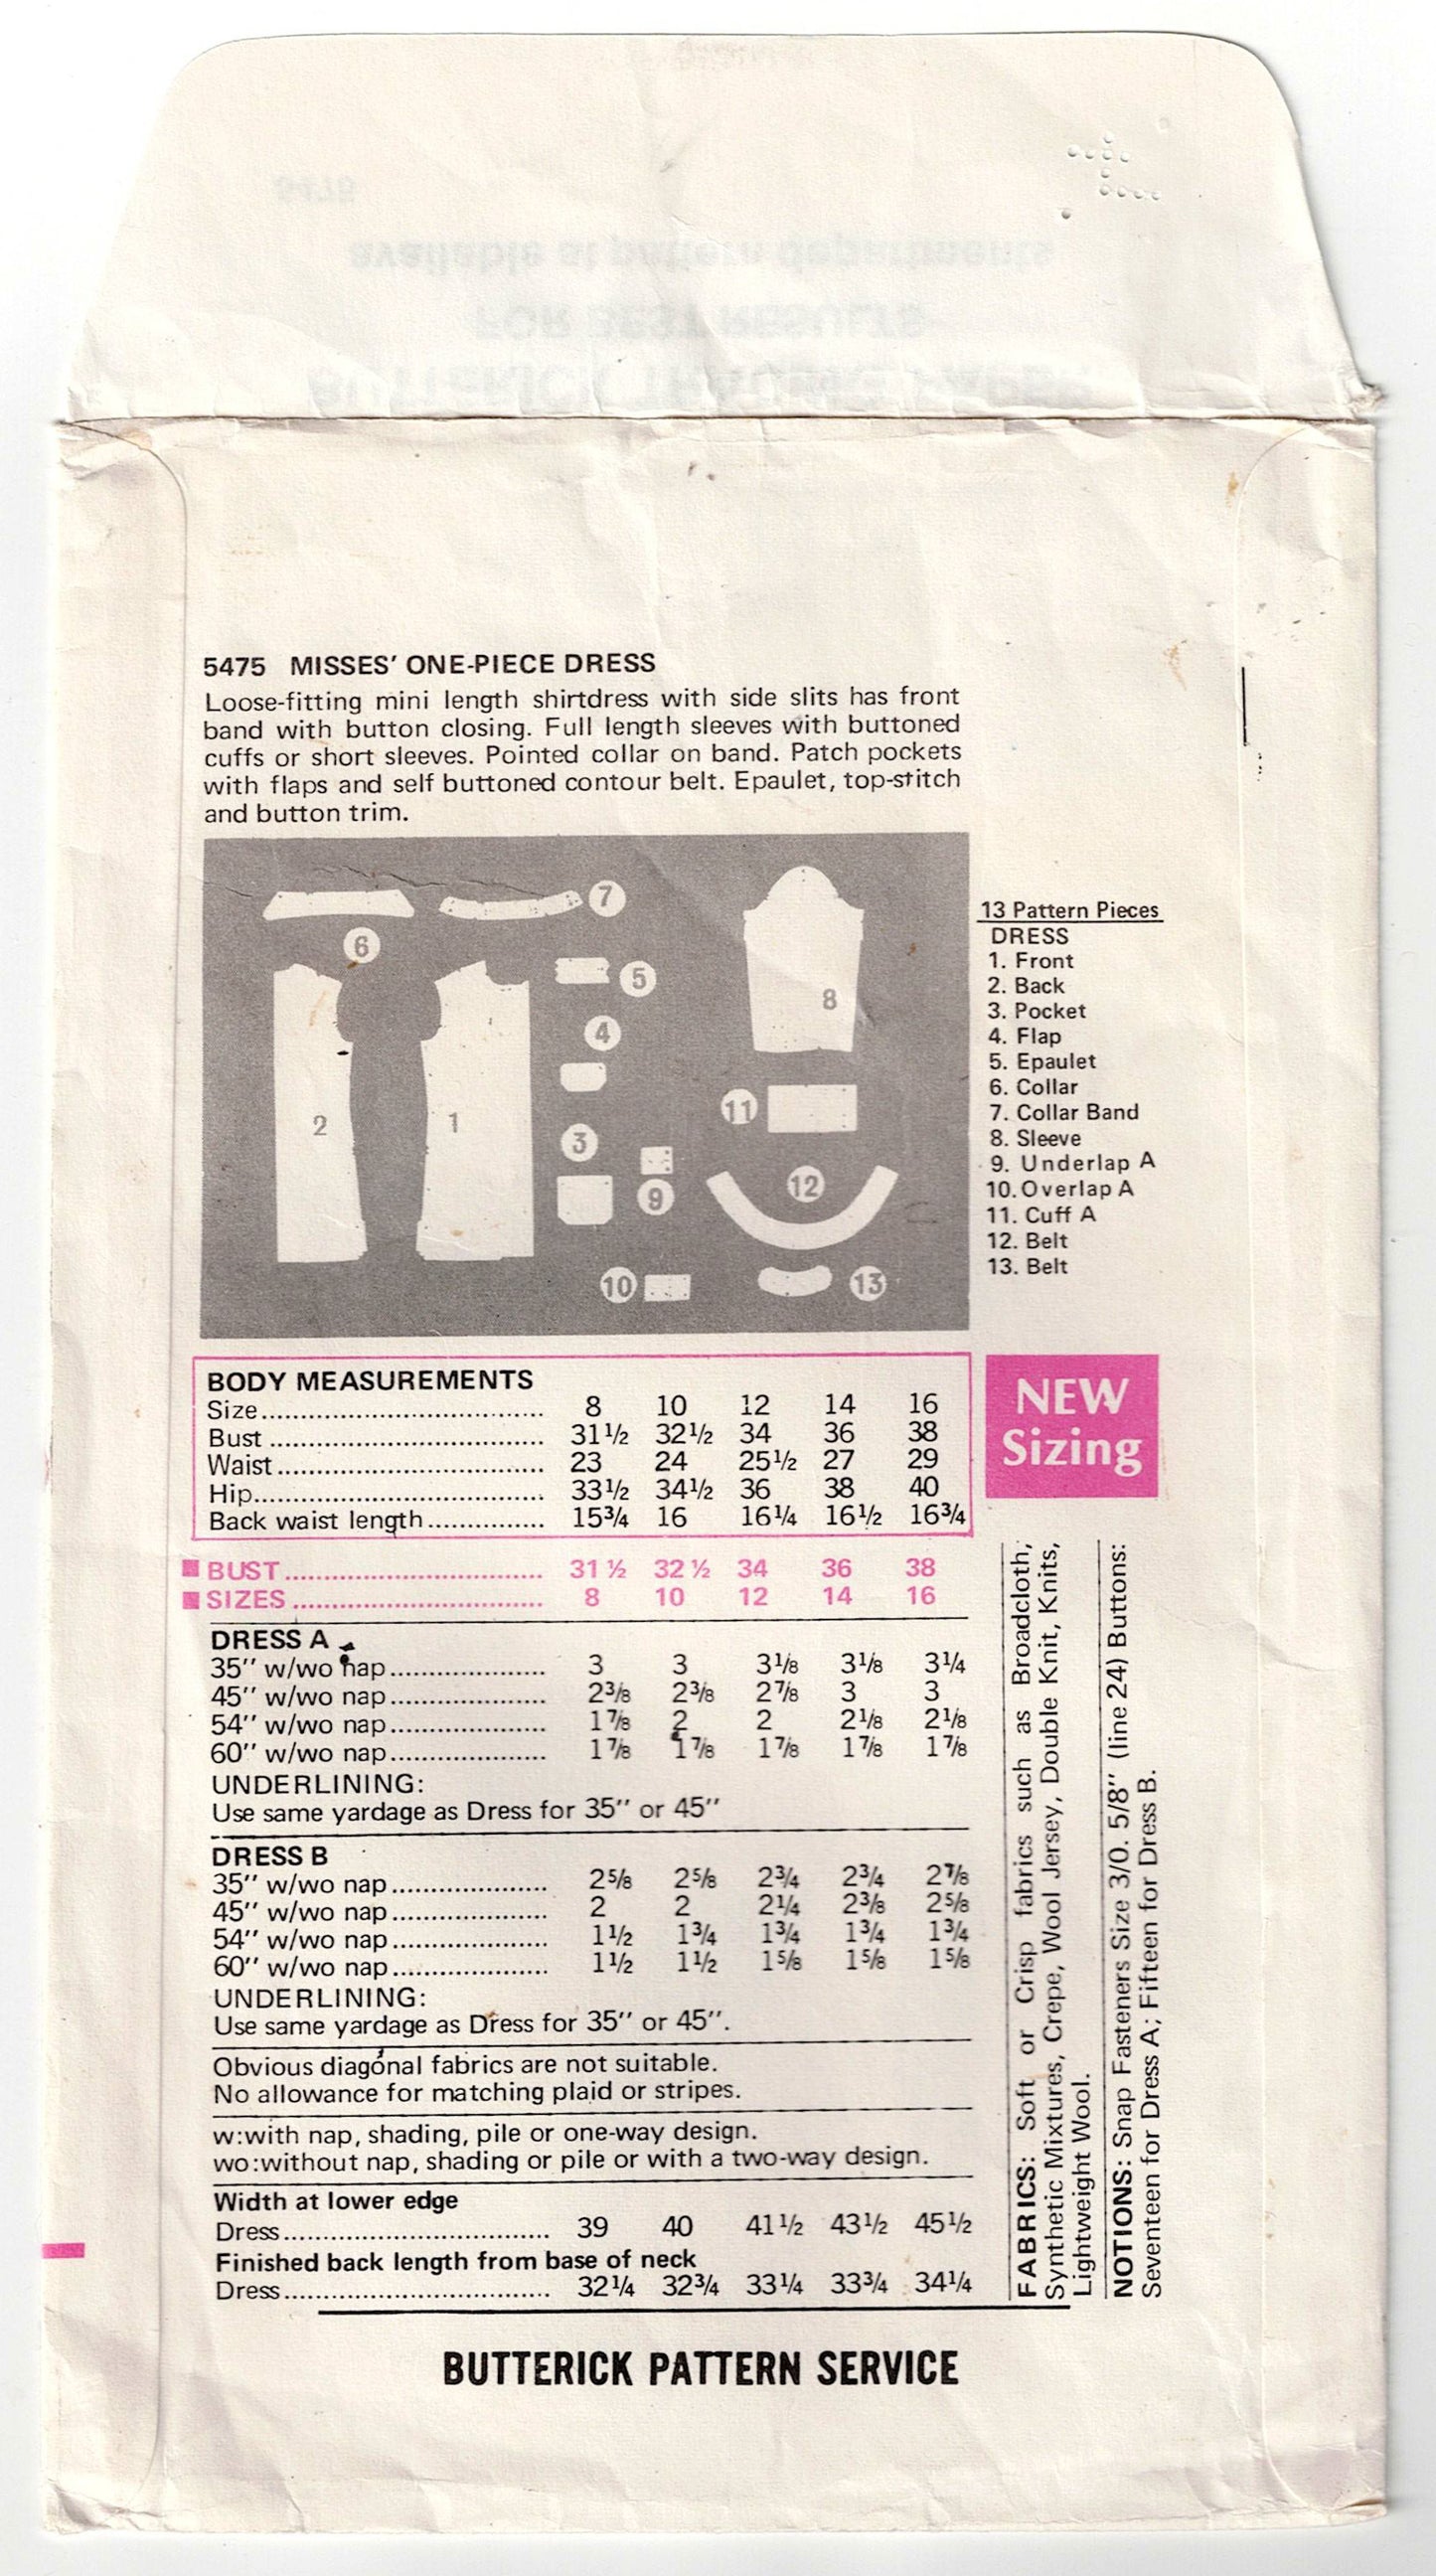 5475
available at pattern departments
FOR BEST RESULTS
BUTTERICK TRACING PAPER
5475 MISSES’ ONE-PIECE DRESS
Loose-fitting mini length shirtdress with side slits has front
band with button closing. Full length sleeves with buttoned
cuffs or short sleeves. Pointed collar on band. Patch pockets
with flaps and self buttoned contour belt. Epaulet, top-stitch
and button trim.
7
6
5
8
4
2
1
11
3
12
9
10
13
13 Pattern Pieces
DRESS
1. Front
2. Back
3. Pocket
4. Flap
5. Epaulet
6. Collar
7. Collar Band
8. Sleeve
9. Underlap A
10. Overlap A
11. Cuff A
12. Belt
13. Belt
BODY MEASUREMENTS
Size.................................. 8 10 12 14 16
Bust .................................. 31½ 32½ 34 36 38
Waist.................................. 23 24 25½ 27 29
Hip.................................. 33½ 34½ 36 38 40
Back waist length............... 15¾ 16 16¼ 16½ 16¾
NEW
Sizing
BUST.................................. 31 ½ 32 ½ 34 36 38
SIZES .................................. 8 10 12 14 16
DRESS A
35″ w/wo nap.................... 3 3 3⅛ 3⅛ 3¼
45″ w/wo nap.................... 2⅜ 2⅜ 2⅞ 3 3
54″ w/wo nap.................... 1⅞ 2 2 2⅛ 2⅛
60″ w/wo nap.................... 1⅞ 1⅞ 1⅞ 1⅞ 1⅞
UNDERLINING:
Use same yardage as Dress for 35″ or 45″
DRESS B
35″ w/wo nap.................... 2⅝ 2⅝ 2¾ 2¾ 2⅞
45″ w/wo nap.................... 2 2 2¼ 2⅜ 2⅝
54″ w/wo nap.................... 1½ 1¾ 1¾ 1¾ 1¾
60″ w/wo nap.................... 1½ 1½ 1⅝ 1⅝ 1⅝
UNDERLINING:
Use same yardage as Dress for 35″ or 45″.
Obvious diagonal fabrics are not suitable.
No allowance for matching plaid or stripes.
w:with nap, shading, pile or one-way design.
wo:without nap, shading or pile or with a two-way design.
Width at lower edge
Dress.................................. 39 40 41½ 43½ 45½
Finished back length from base of neck
Dress.................................. 32¼ 32¾ 33¼ 33¾ 34¼
FABRICS: Soft or Crisp fabrics such as Broadcloth,
Synthetic Mixtures, Crepe, Wool Jersey, Double Knit, Knits,
Lightweight Wool.
NOTIONS: Snap Fasteners Size 3/0. 5/8″ (line 24) Buttons:
Seventeen for Dress A; Fifteen for Dress B.
BUTTERICK PATTERN SERVICE